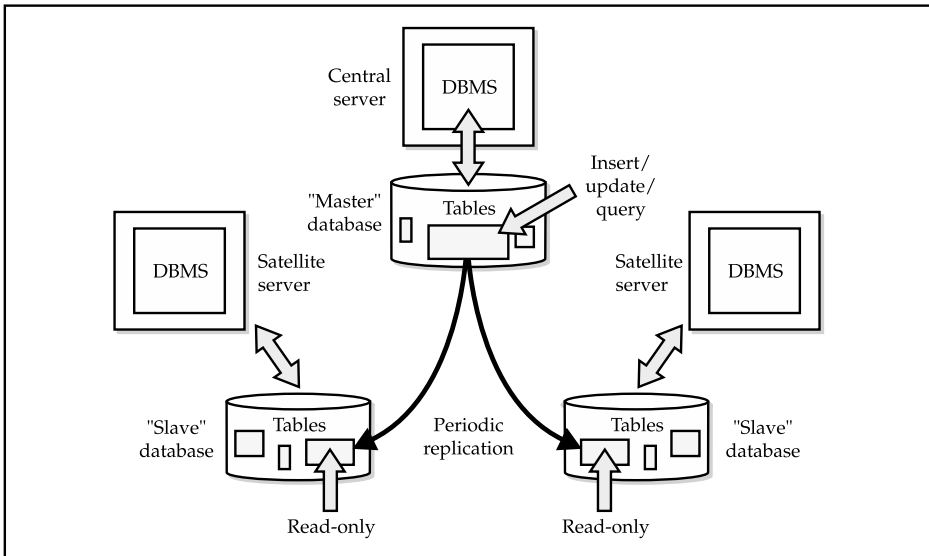 Central
server
DBMS
Insert/
update/
query
"Master"
database
Tables
DBMS
Satellite
server
Satellite
server
DBMS
"Slave"
database
Tables
Periodic
replication
Tables
"Slave"
database
Read-only
Read-only